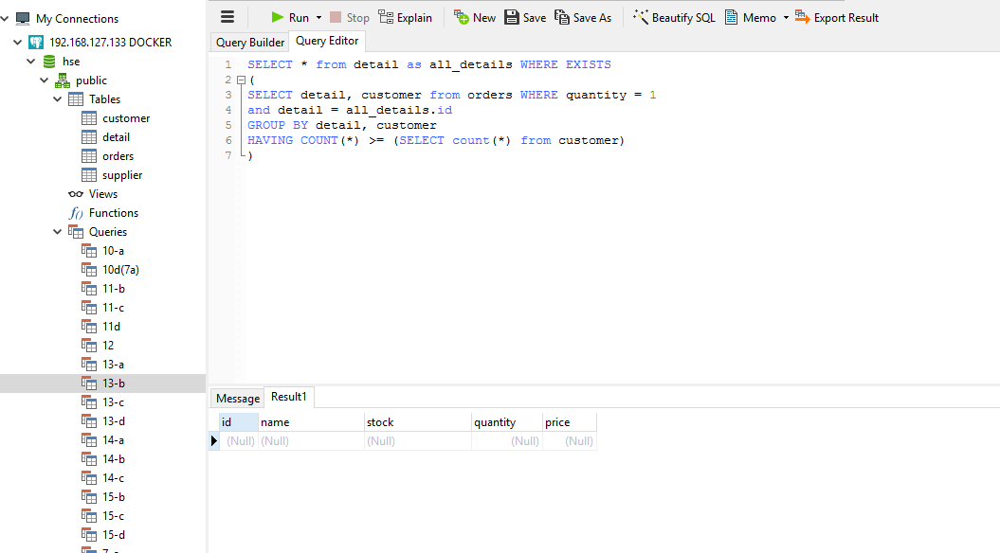 My Connections
192.168.127.133 DOCKER
hse
public
Tables
customer
detail
orders
supplier
Views
Functions
Queries
10-a
10d(7a)
11-b
11-c
11d
12
13-a
13-b
13-c
13-d
14-a
14-b
14-c
15-b
15-c
15-d
Run Stop Explain New Save Save As Beautify SQL Memo Export Result
Query Builder Query Editor
1 SELECT * from detail as all_details WHERE EXISTS
2 (
3 SELECT detail, customer from orders WHERE quantity = 1
4 and detail = all_details.id
5 GROUP BY detail, customer
6 HAVING COUNT(*) >= (SELECT count(*) from customer)
7 )
Message Result1
id name stock quantity price
(Null) (Null) (Null) (Null) (Null)